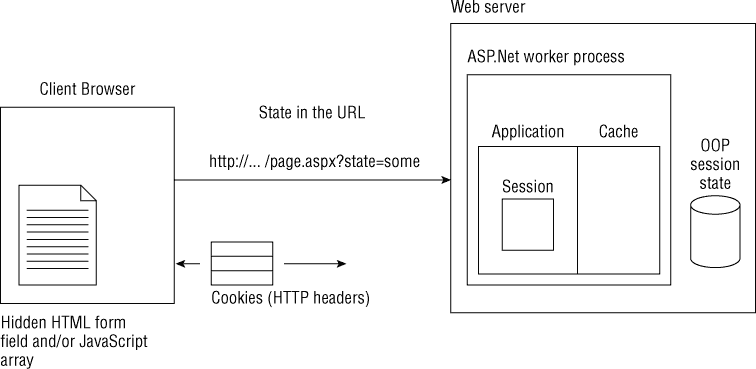 Web server
ASP.Net worker process
Client Browser
State in the URL
Application
Cache
OOP
session
state
http://... /page.aspx?state=some
Session
Cookies (HTTP headers)
Hidden HTML form
field and/or JavaScript
array